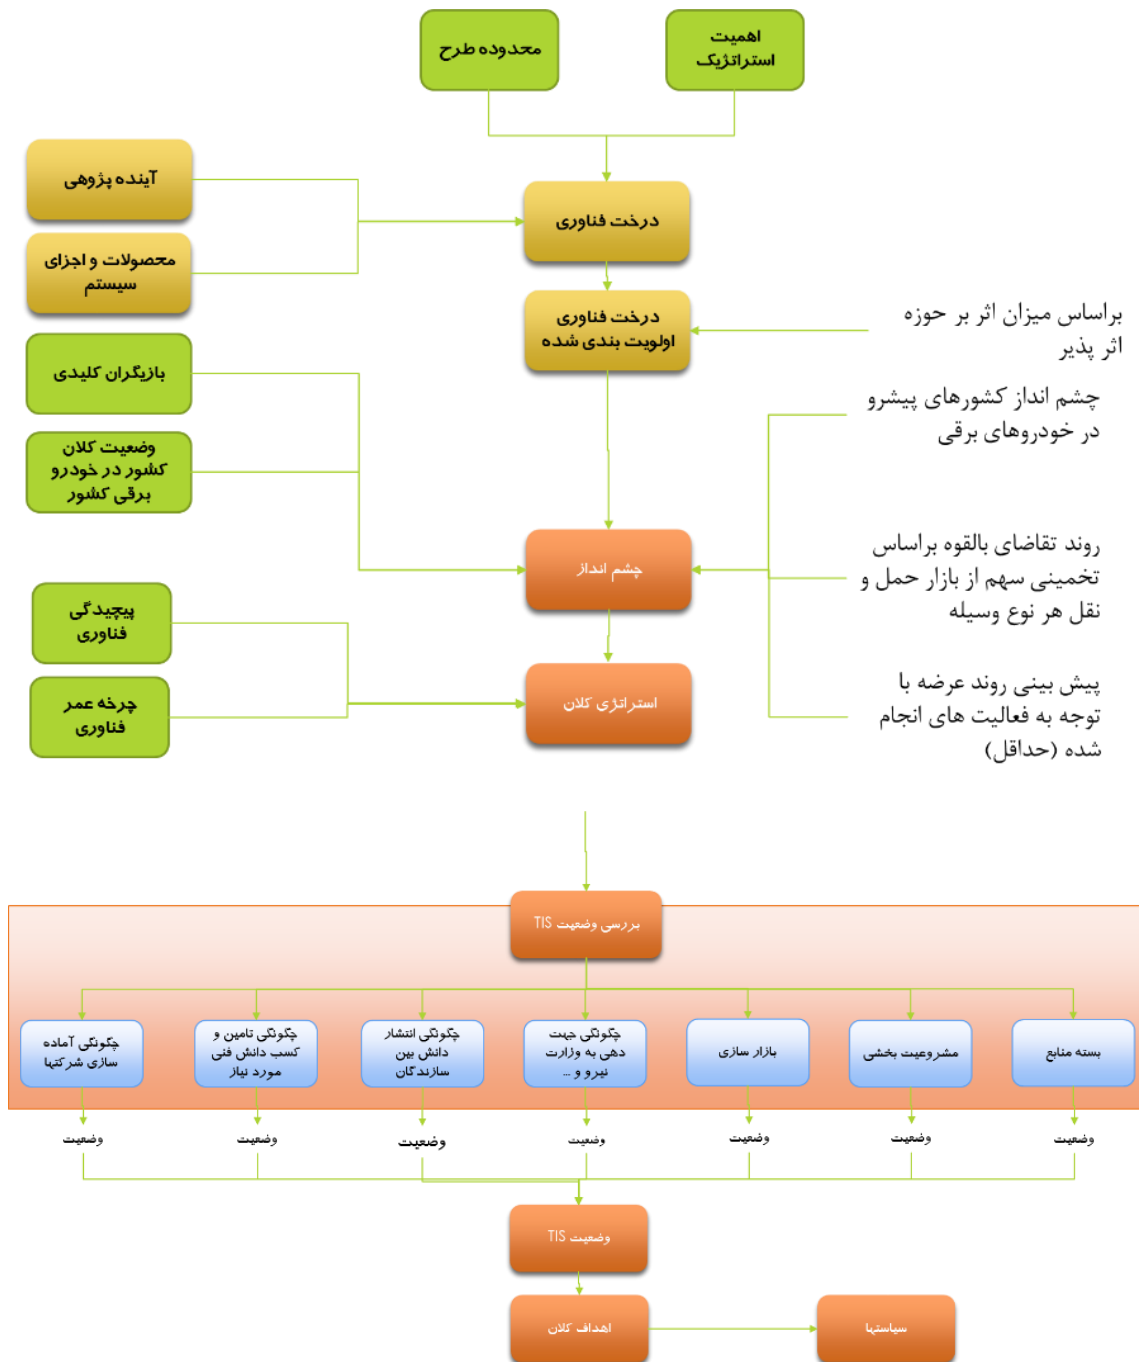 اهمیت
استراتژیک
محدوده طرح
آینده پژوهی
درخت فناوری
محصولات و اجزای
سیستم
درخت فناوری
اولویت بندی شده
براساس میزان اثر بر حوزه
اثر پذیر
بازیگران کلیدی
چشم انداز کشورهای پیشرو
در خودروهای برقی
وضعیت کلان
کشور در خودرو
برقی کشور
چشم انداز
روند تقاضای بالقوه براساس
تخمینی سهم از بازار حمل و
نقل هر نوع وسیله
پیچیدگی
فناوری
استراتژی کلان
پیش بینی روند عرضه با
توجه به فعالیت های انجام
شده (حداقل)
چرخه عمر
فناوری
بررسی وضعیت TIS
بسته منابع
مشروعیت بخشی
بازار سازی
چگونگی جهت
دهی به وزارت
نیرو و ...
چگونگی انتشار
دانش بین
سازندگان
چگونگی تامین و
کسب دانش فنی
مورد نیاز
چگونگی آماده
سازی شرکتها
وضعیت
وضعیت
وضعیت
وضعیت
وضعیت
وضعیت
وضعیت
وضعیت TIS
اهداف کلان
سیاستها